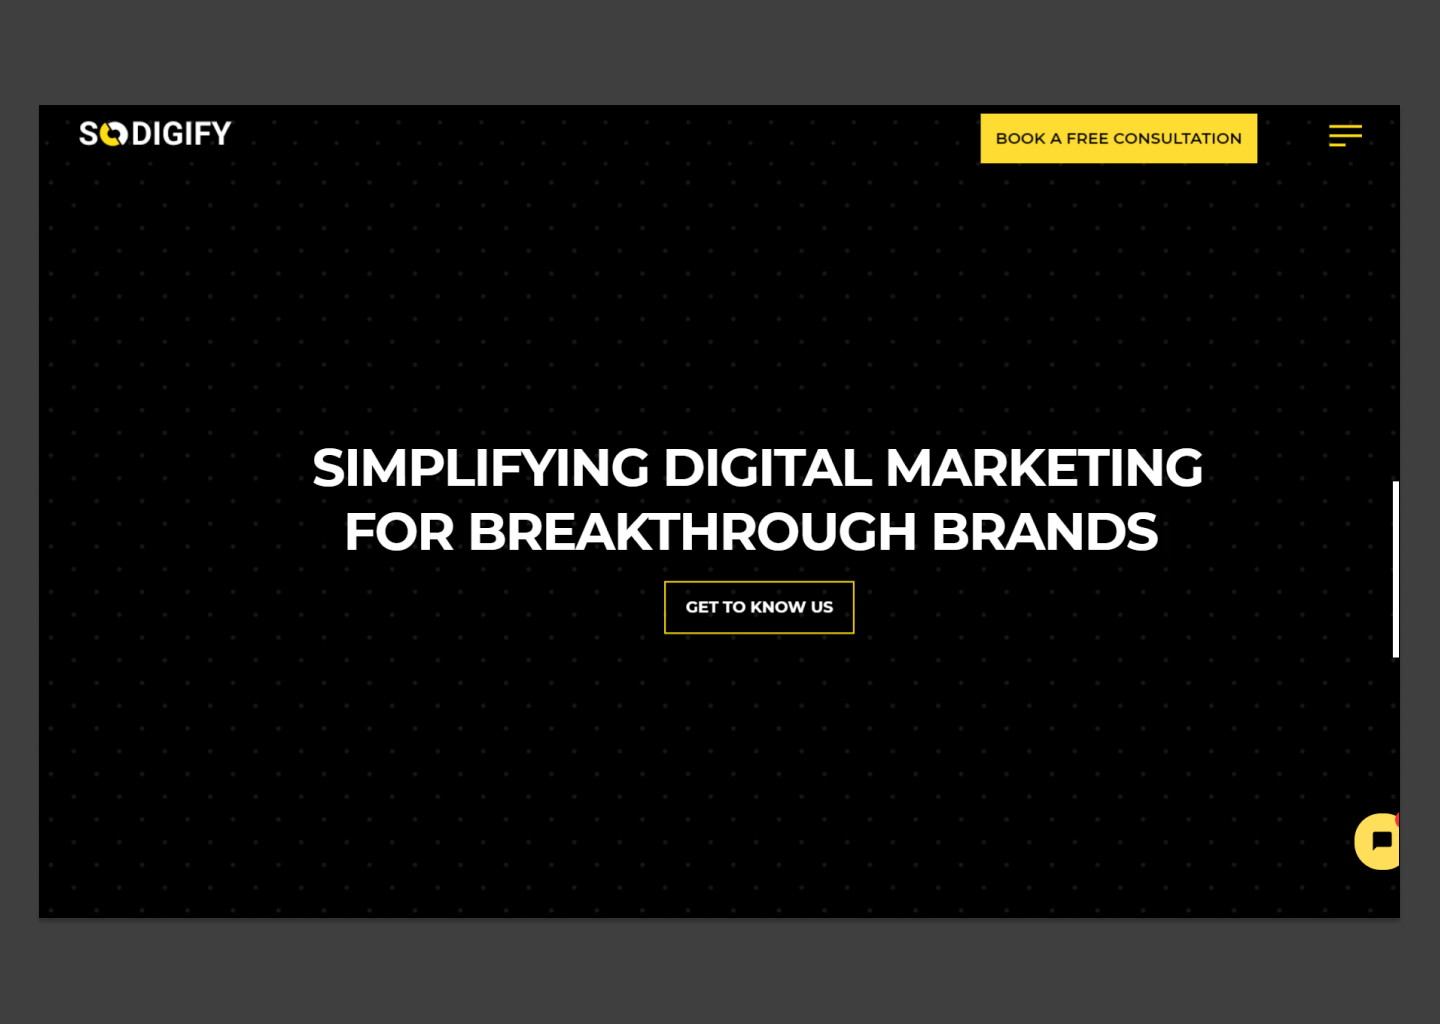 SODIGIFY
BOOK A FREE CONSULTATION
SIMPLIFYING DIGITAL MARKETING
FOR BREAKTHROUGH BRANDS
GET TO KNOW US